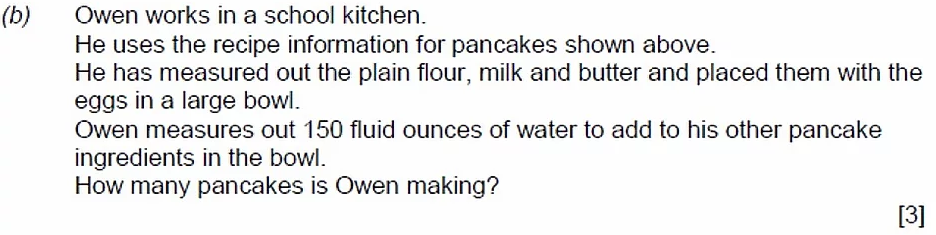 (b) Owen works in a school kitchen.
He uses the recipe information for pancakes shown above.
He has measured out the plain flour, milk and butter and placed them with the
eggs in a large bowl.
Owen measures out 150 fluid ounces of water to add to his other pancake
ingredients in the bowl.
How many pancakes is Owen making?
[3]